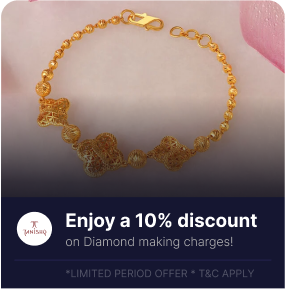 TANISHQ
Enjoy a 10% discount
on Diamond making charges!
*LIMITED PERIOD OFFER * T&C APPLY